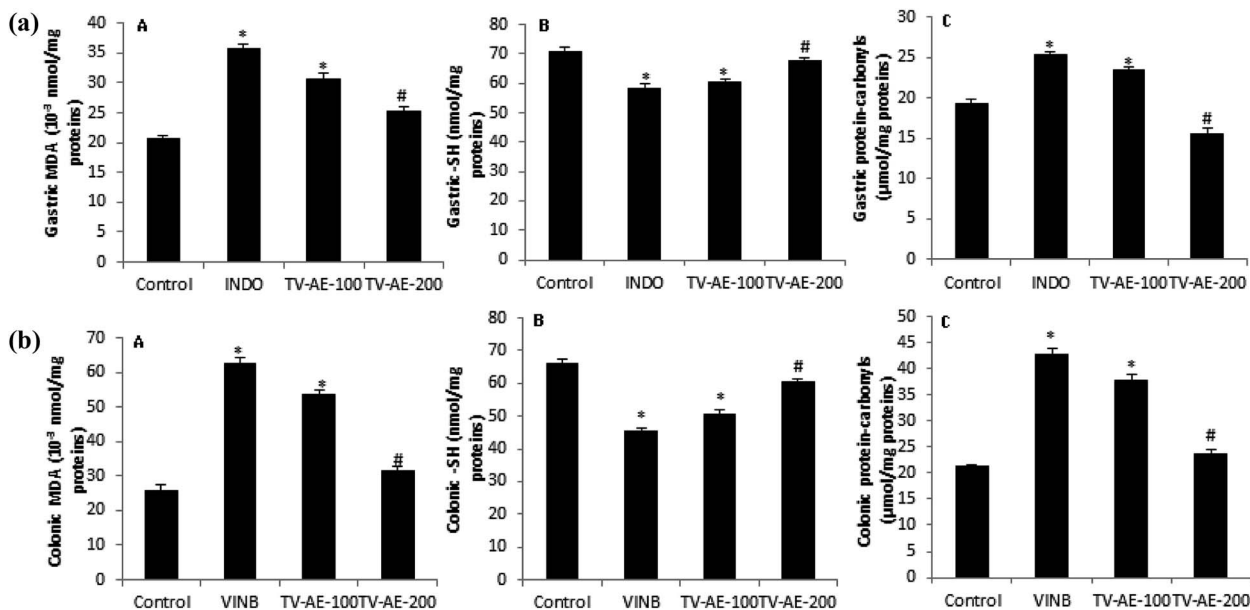 (a)
A
Gastric MDA (10⁻³ nmol/mg
proteins)
40
35
30
25
20
15
10
5
0
*
*
#
Control INDO TV-AE-100 TV-AE-200
B
Gastric -SH (nmol/mg
proteins)
80
70
60
50
40
30
20
10
0
*
*
#
Control INDO TV-AE-100 TV-AE-200
C
Gastric protein-carbonyls
(µmol/mg proteins)
30
25
20
15
10
5
0
*
*
#
Control INDO TV-AE-100 TV-AE-200
(b)
A
Colonic MDA (10⁻³ nmol/mg
proteins)
70
60
50
40
30
20
10
0
*
*
#
Control VINB TV-AE-100 TV-AE-200
B
Colonic -SH (nmol/mg
proteins)
80
70
60
50
40
30
20
10
0
*
*
#
Control VINB TV-AE-100 TV-AE-200
C
Colonic protein-carbonyls
(µmol/mg proteins)
50
45
40
35
30
25
20
15
10
5
0
*
*
#
Control VINB TV-AE-100 TV-AE-200